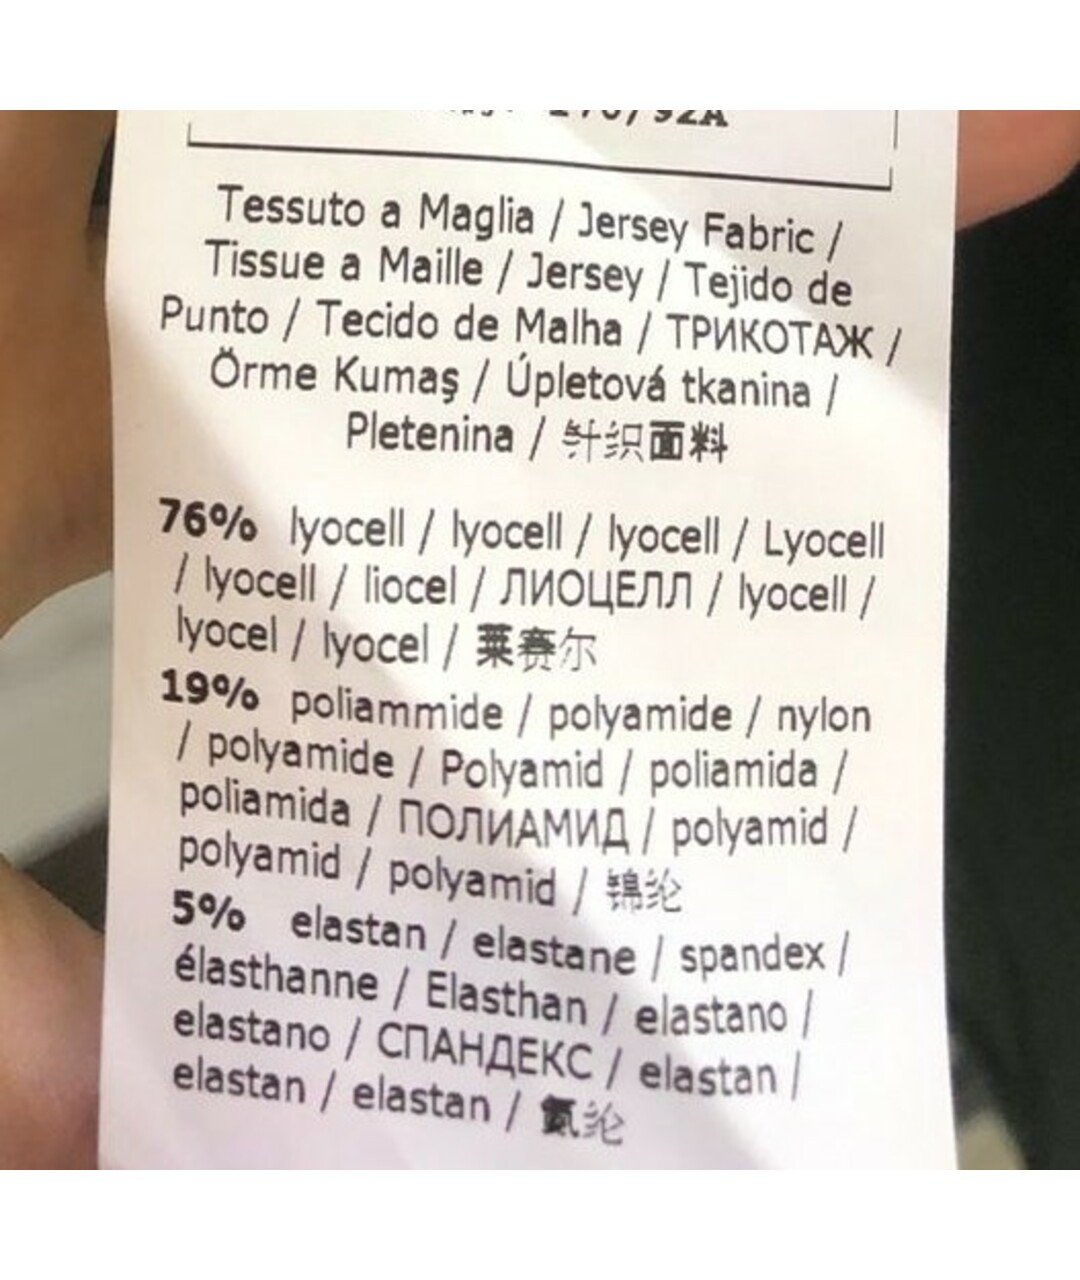 Tessuto a Maglia / Jersey Fabric /
Tissue a Maille / Jersey / Tejido de
Punto / Tecido de Malha / ТРИКОТАЖ /
Örme Kumaş / Úpletová tkanina /
Pletenina / 针织面料
76% lyocell / lyocell / lyocell / Lyocell
/ lyocell / liocel / ЛИОЦЕЛЛ / lyocell /
lyocel / lyocel / 莱赛尔
19% poliammide / polyamide / nylon
/ polyamide / Polyamid / poliamida /
poliamida / ПОЛИАМИД / polyamid /
polyamid / polyamid / 锦纶
5% elastan / elastane / spandex /
élasthanne / Elasthan / elastano /
elastano / СПАНДЕКС / elastan /
elastan / elastan / 氨纶